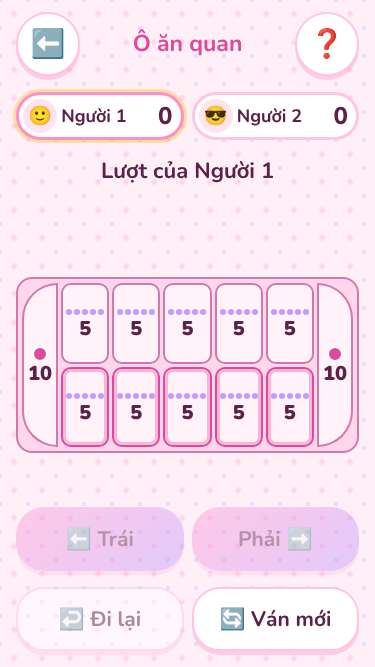 Ô ăn quan
Người 1 0
Người 2 0
Lượt của Người 1
5 5 5 5 5
10 10
5 5 5 5 5
Trái
Phải
Đi lại
Ván mới